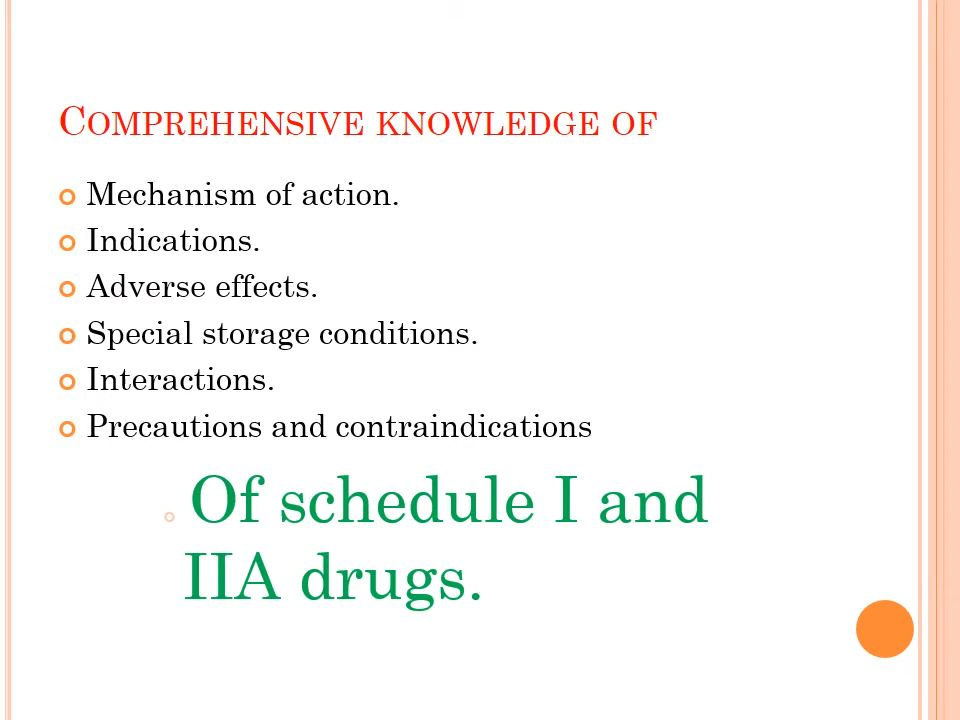 Comprehensive knowledge of
Mechanism of action.
Indications.
Adverse effects.
Special storage conditions.
Interactions.
Precautions and contraindications
Of schedule I and
IIA drugs.